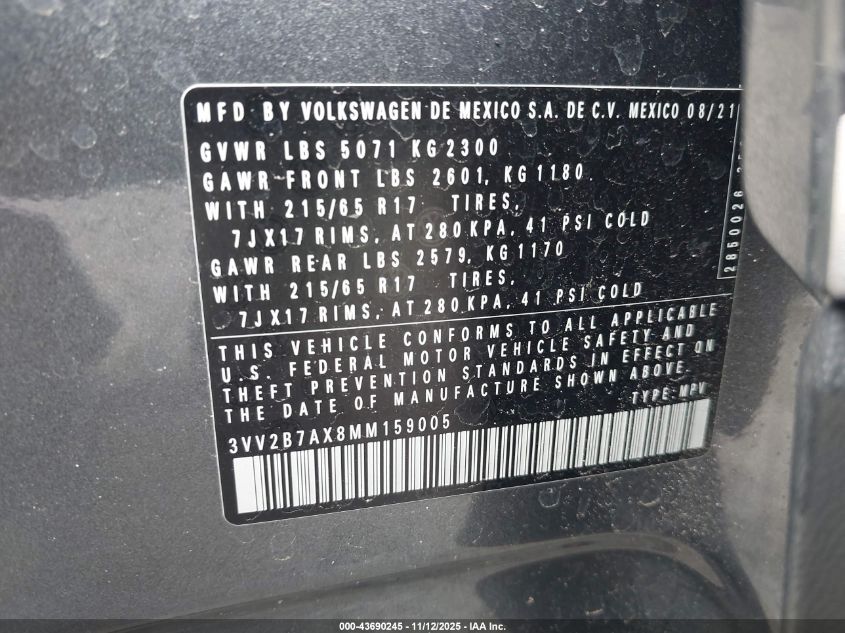 MFD BY VOLKSWAGEN DE MEXICO S.A. DE C.V. MEXICO 08/21
GVWR LBS 5071 KG 2300
GAWR-FRONT LBS 2601, KG 1180
WITH 215/65 R17 TIRES,
7JX17 RIMS, AT 280 KPA, 41 PSI COLD
GAWR REAR LBS 2579, KG 1170
WITH 215/65 R17 TIRES,
7JX17 RIMS, AT 280 KPA, 41 PSI COLD
THIS VEHICLE CONFORMS TO ALL APPLICABLE
U.S. FEDERAL MOTOR VEHICLE SAFETY AND
THEFT PREVENTION STANDARDS IN EFFECT ON
THE DATE OF MANUFACTURE SHOWN ABOVE.
TYPE: MPV
3VV2B7AX8MM159005
2850026
000-43690245 - 11/12/2025 - IAA Inc.